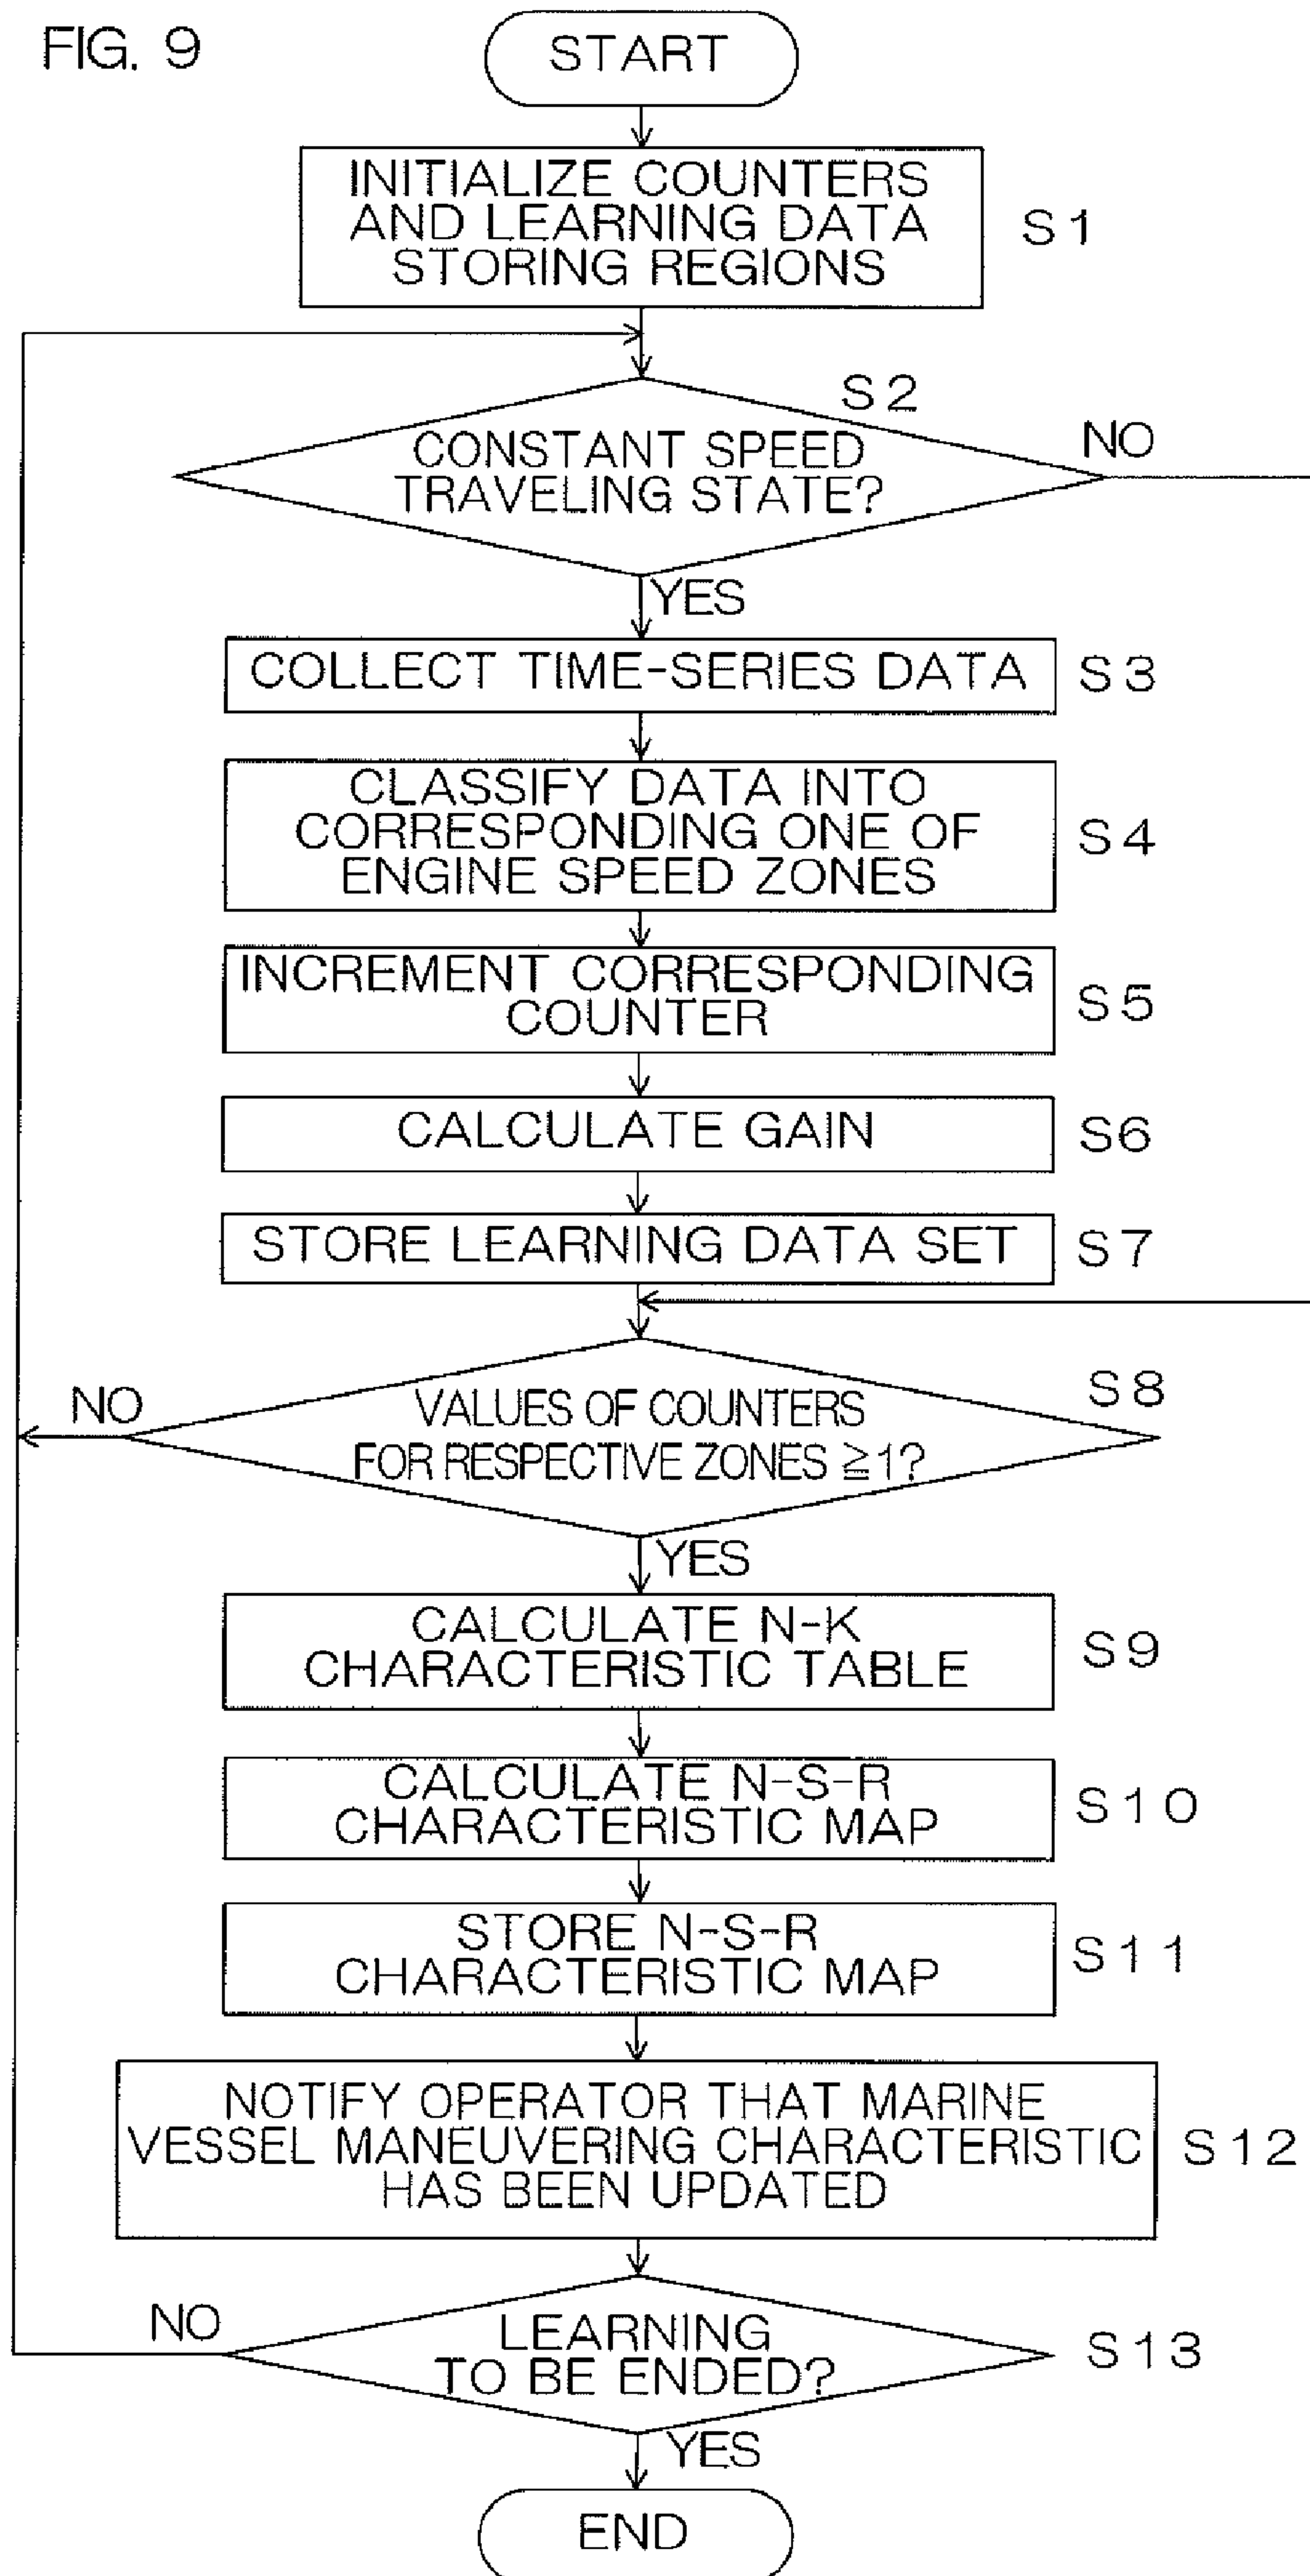 FIG. 9
START
INITIALIZE COUNTERS
AND LEARNING DATA
STORING REGIONS
S1
S2
CONSTANT SPEED
TRAVELING STATE?
NO
YES
COLLECT TIME-SERIES DATA
S3
CLASSIFY DATA INTO
CORRESPONDING ONE OF
ENGINE SPEED ZONES
S4
INCREMENT CORRESPONDING
COUNTER
S5
CALCULATE GAIN
S6
STORE LEARNING DATA SET
S7
VALUES OF COUNTERS
FOR RESPECTIVE ZONES ≧1?
S8
NO
YES
CALCULATE N-K
CHARACTERISTIC TABLE
S9
CALCULATE N-S-R
CHARACTERISTIC MAP
S10
STORE N-S-R
CHARACTERISTIC MAP
S11
NOTIFY OPERATOR THAT MARINE
VESSEL MANEUVERING CHARACTERISTIC
HAS BEEN UPDATED
S12
NO
LEARNING
TO BE ENDED?
S13
YES
END